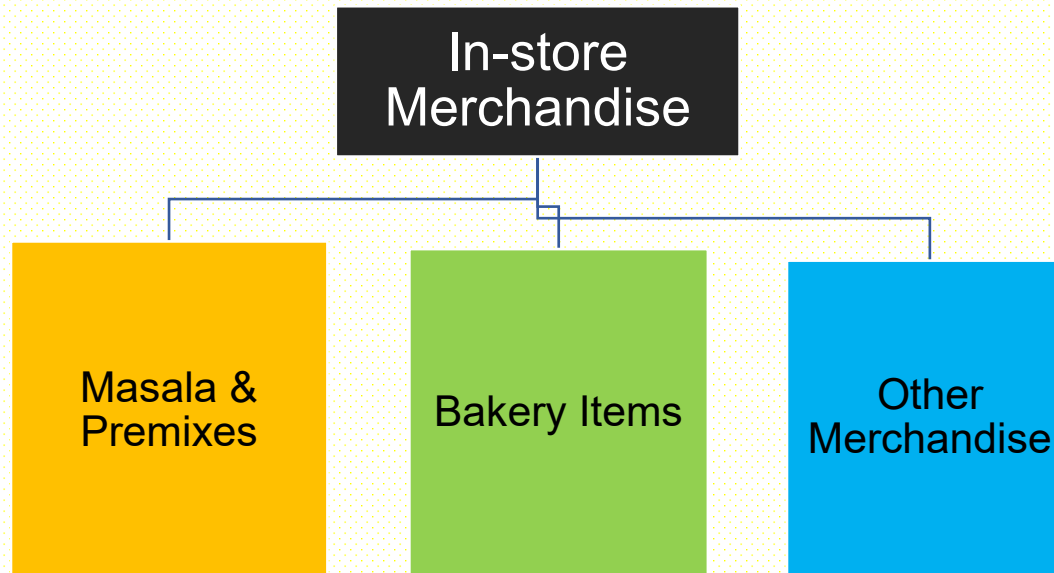 In-store
Merchandise
Masala &
Premixes
Bakery Items
Other
Merchandise